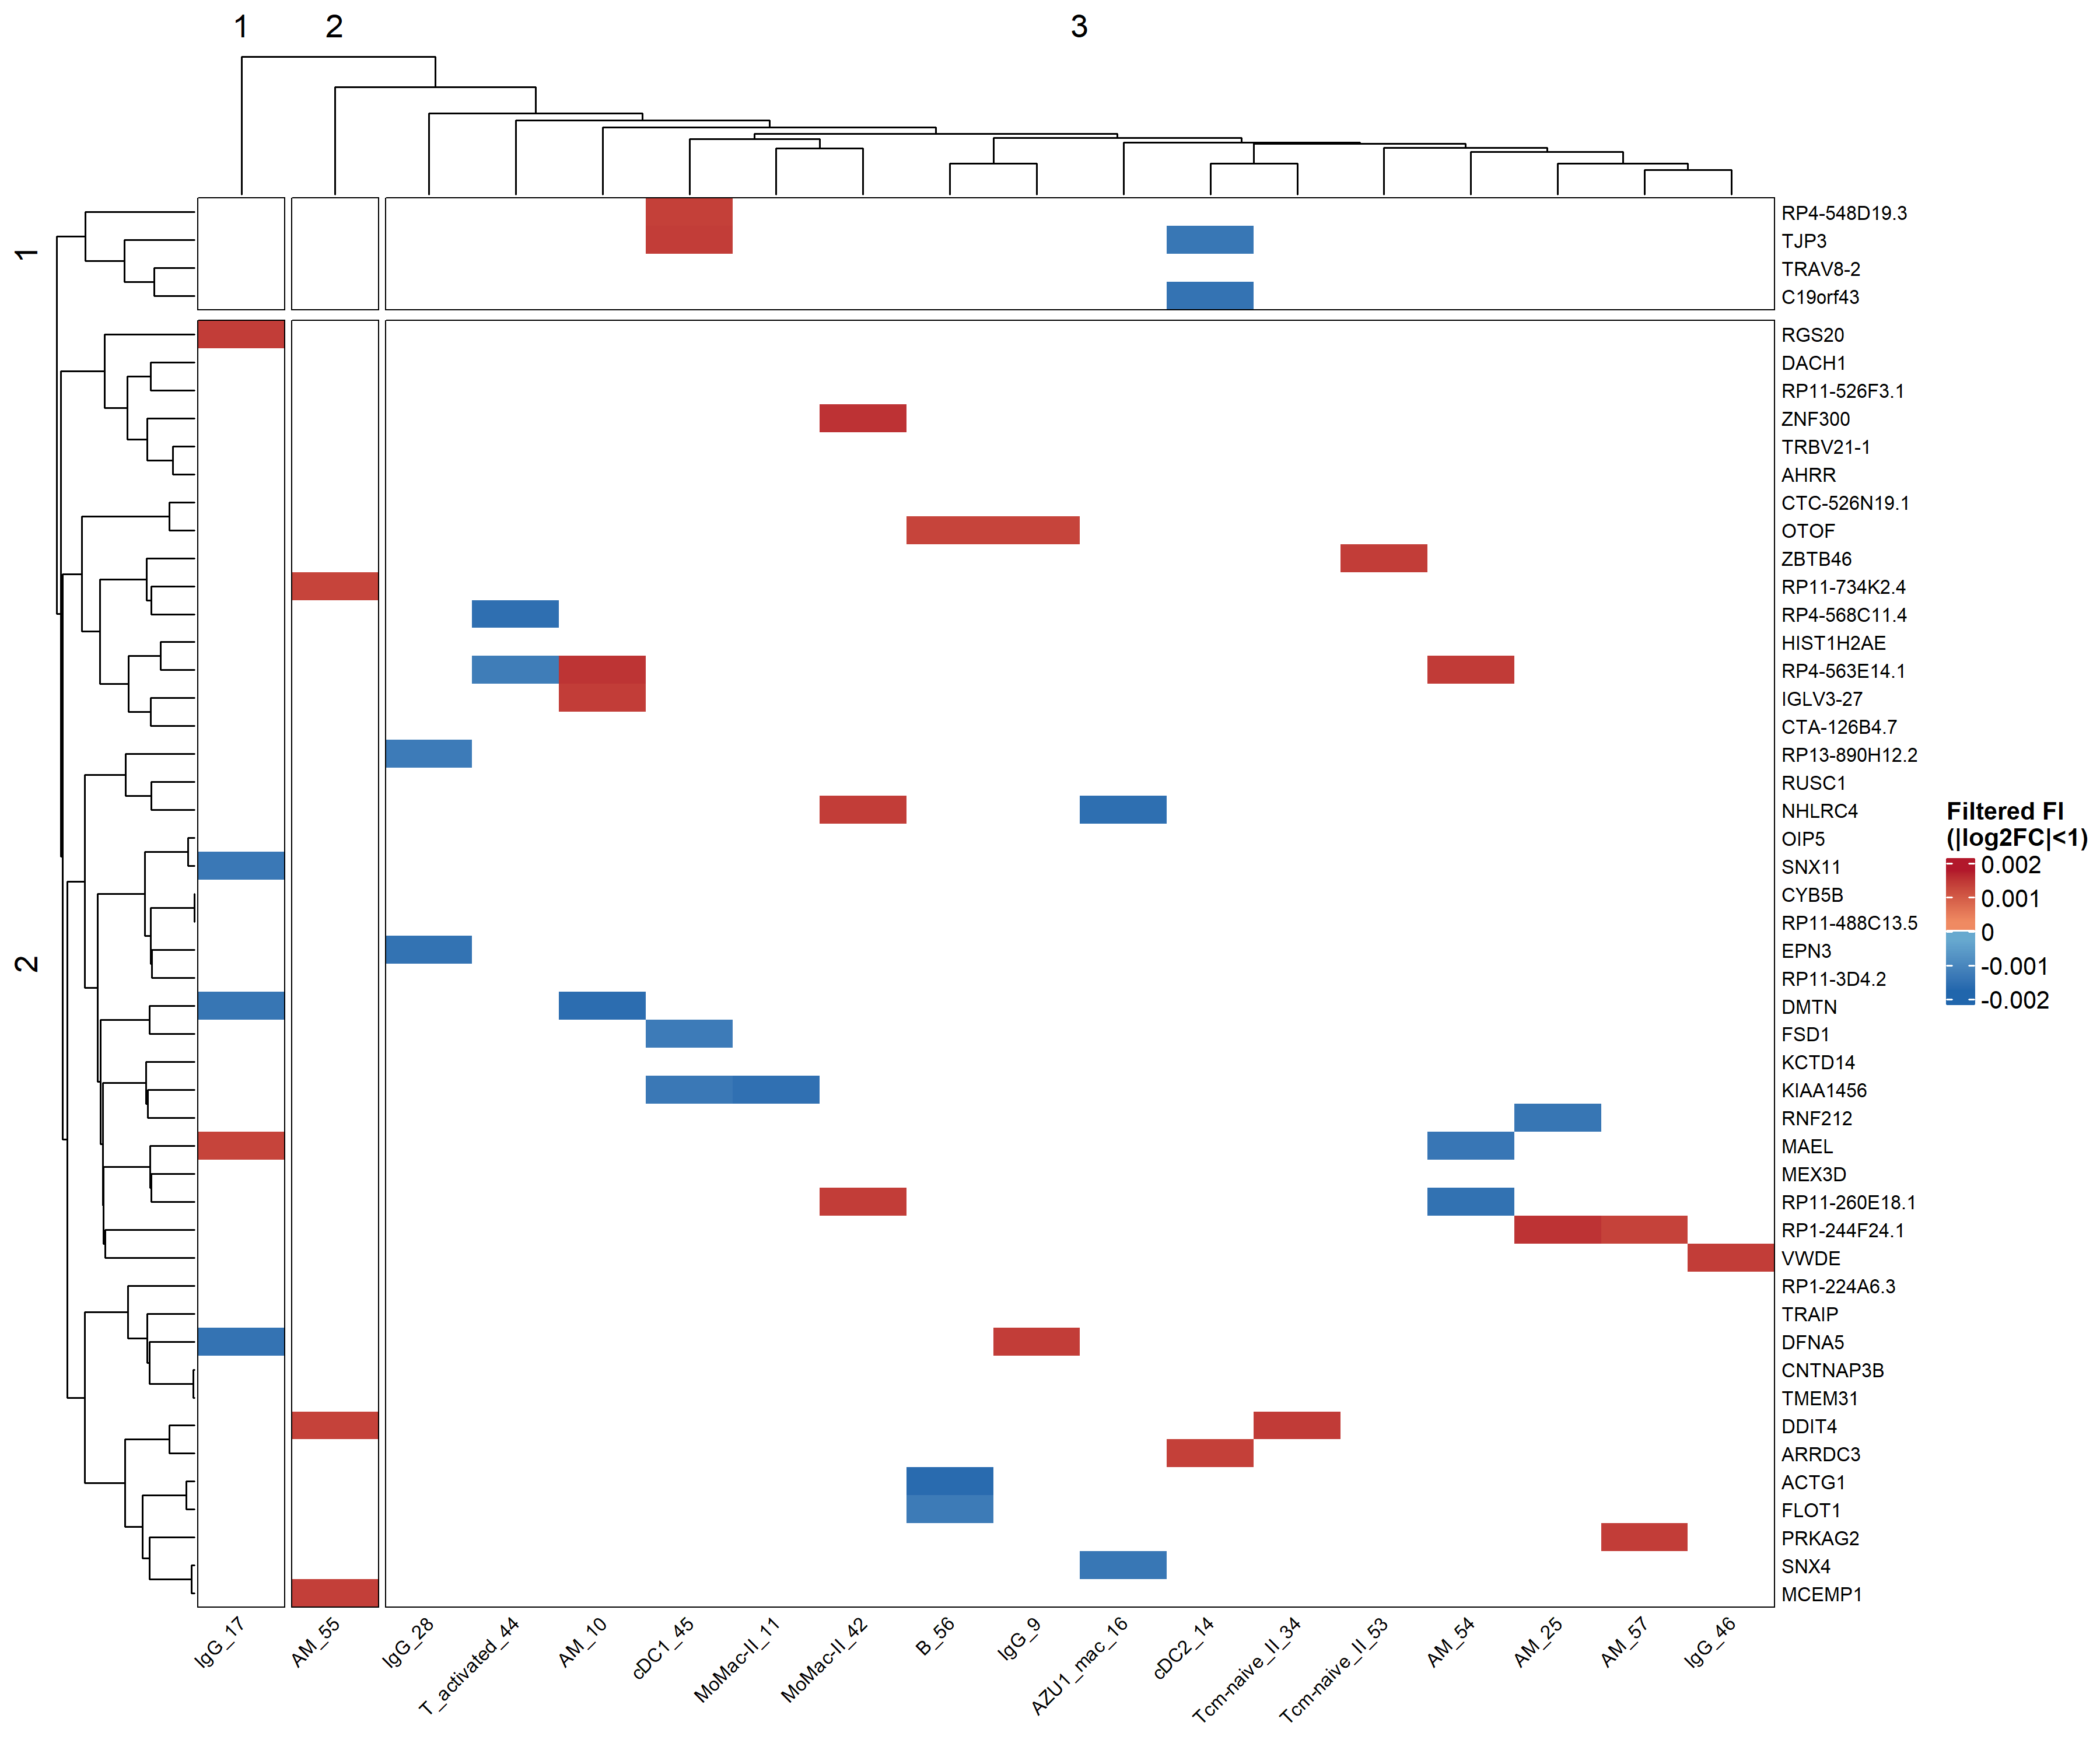 1
2
3
1
2
RP4-548D19.3
TJP3
TRAV8-2
C19orf43
RGS20
DACH1
RP11-526F3.1
ZNF300
TRBV21-1
AHRR
CTC-526N19.1
OTOF
ZBTB46
RP11-734K2.4
RP4-568C11.4
HIST1H2AE
RP4-563E14.1
IGLV3-27
CTA-126B4.7
RP13-890H12.2
RUSC1
NHLRC4
OIP5
SNX11
CYB5B
RP11-488C13.5
EPN3
RP11-3D4.2
DMTN
FSD1
KCTD14
KIAA1456
RNF212
MAEL
MEX3D
RP11-260E18.1
RP1-244F24.1
VWDE
RP1-224A6.3
TRAIP
DFNA5
CNTNAP3B
TMEM31
DDIT4
ARRDC3
ACTG1
FLOT1
PRKAG2
SNX4
MCEMP1
Filtered FI
(|log2FC|<1)
0.002
0.001
0
-0.001
-0.002
IgG_17
AM_55
IgG_28
T_activated_44
AM_10
cDC1_45
MoMac-II_11
MoMac-II_42
B_56
IgG_9
AZU1_mac_16
cDC2_14
Tcm-naive_II_34
Tcm-naive_II_53
AM_54
AM_25
AM_57
IgG_46